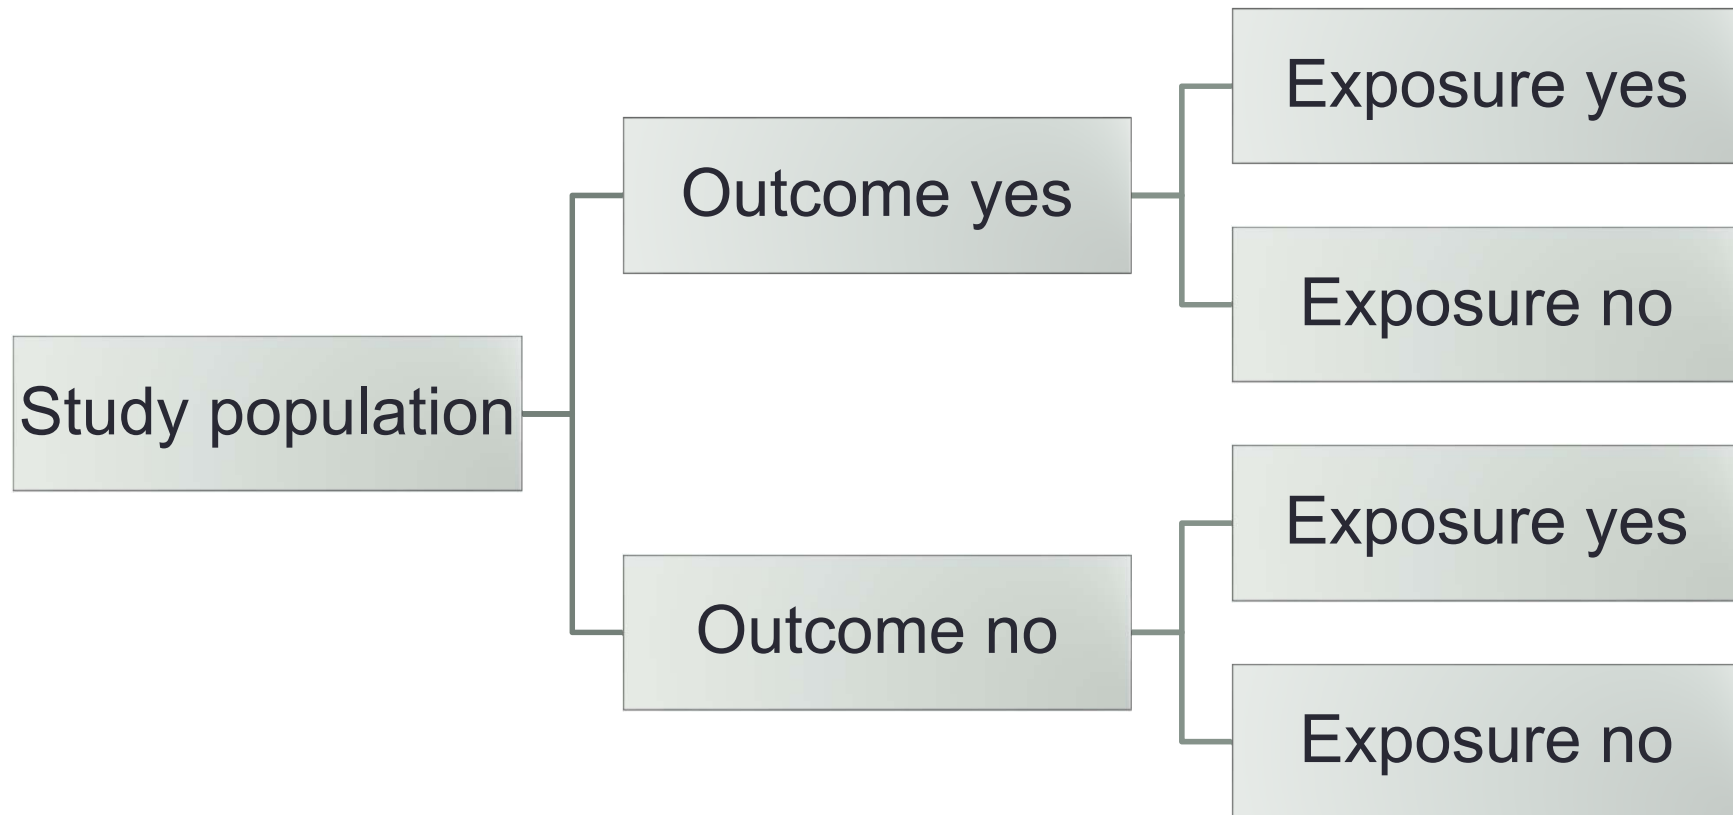 Study population
Outcome yes
Exposure yes
Exposure no
Outcome no
Exposure yes
Exposure no